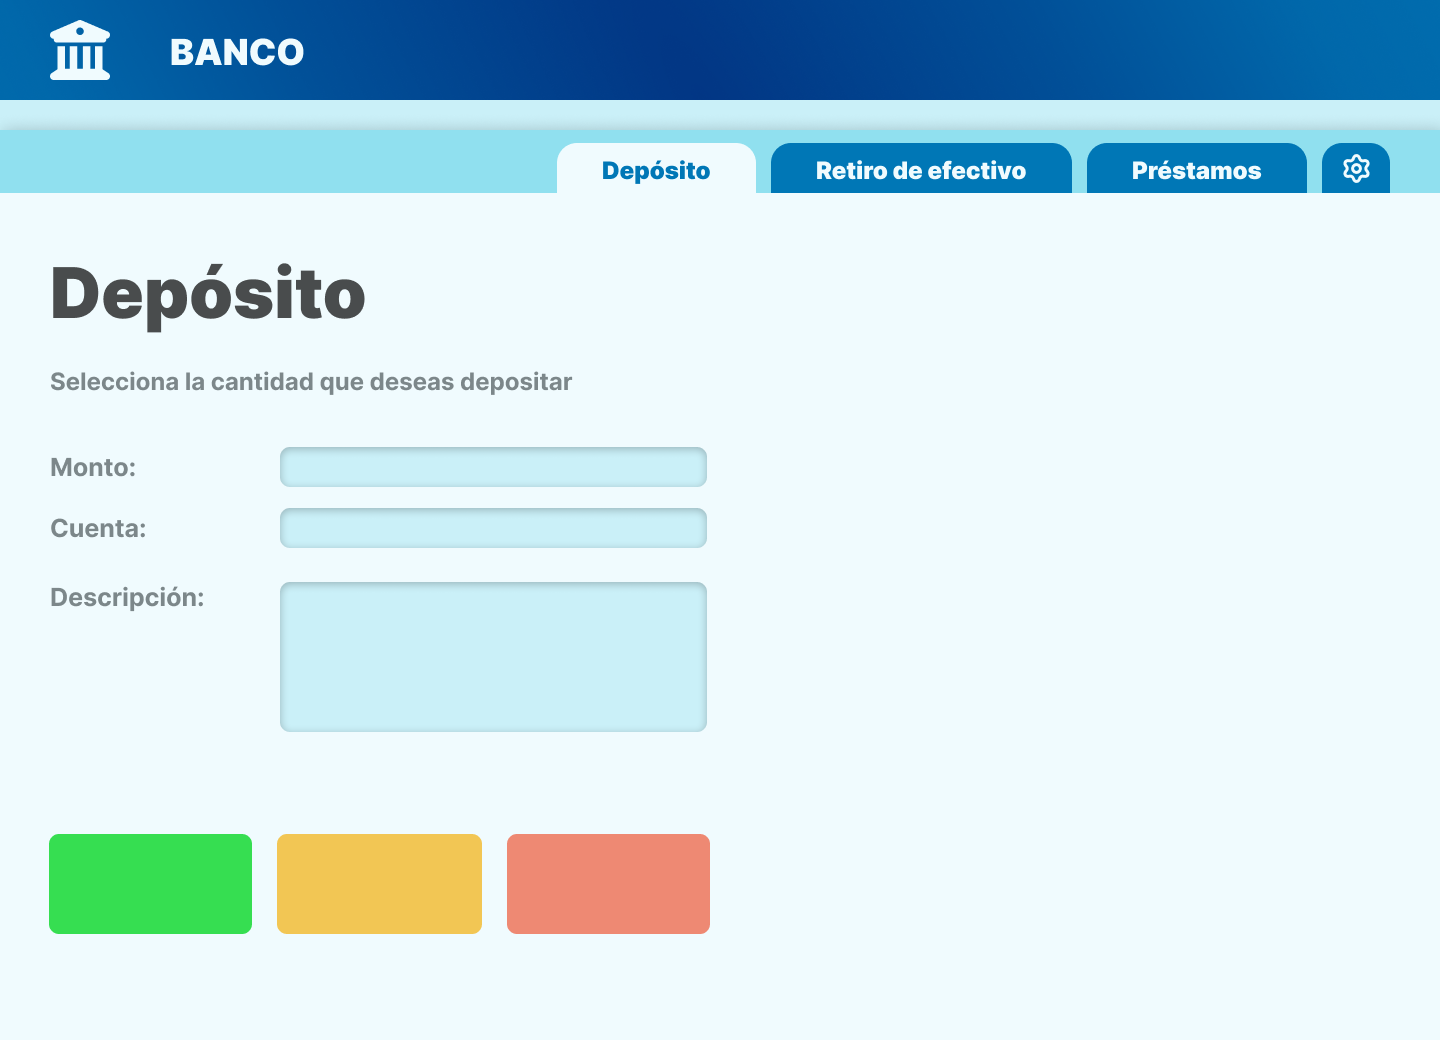 BANCO
Depósito
Retiro de efectivo
Préstamos
Depósito
Selecciona la cantidad que deseas depositar
Monto:
Cuenta:
Descripción: